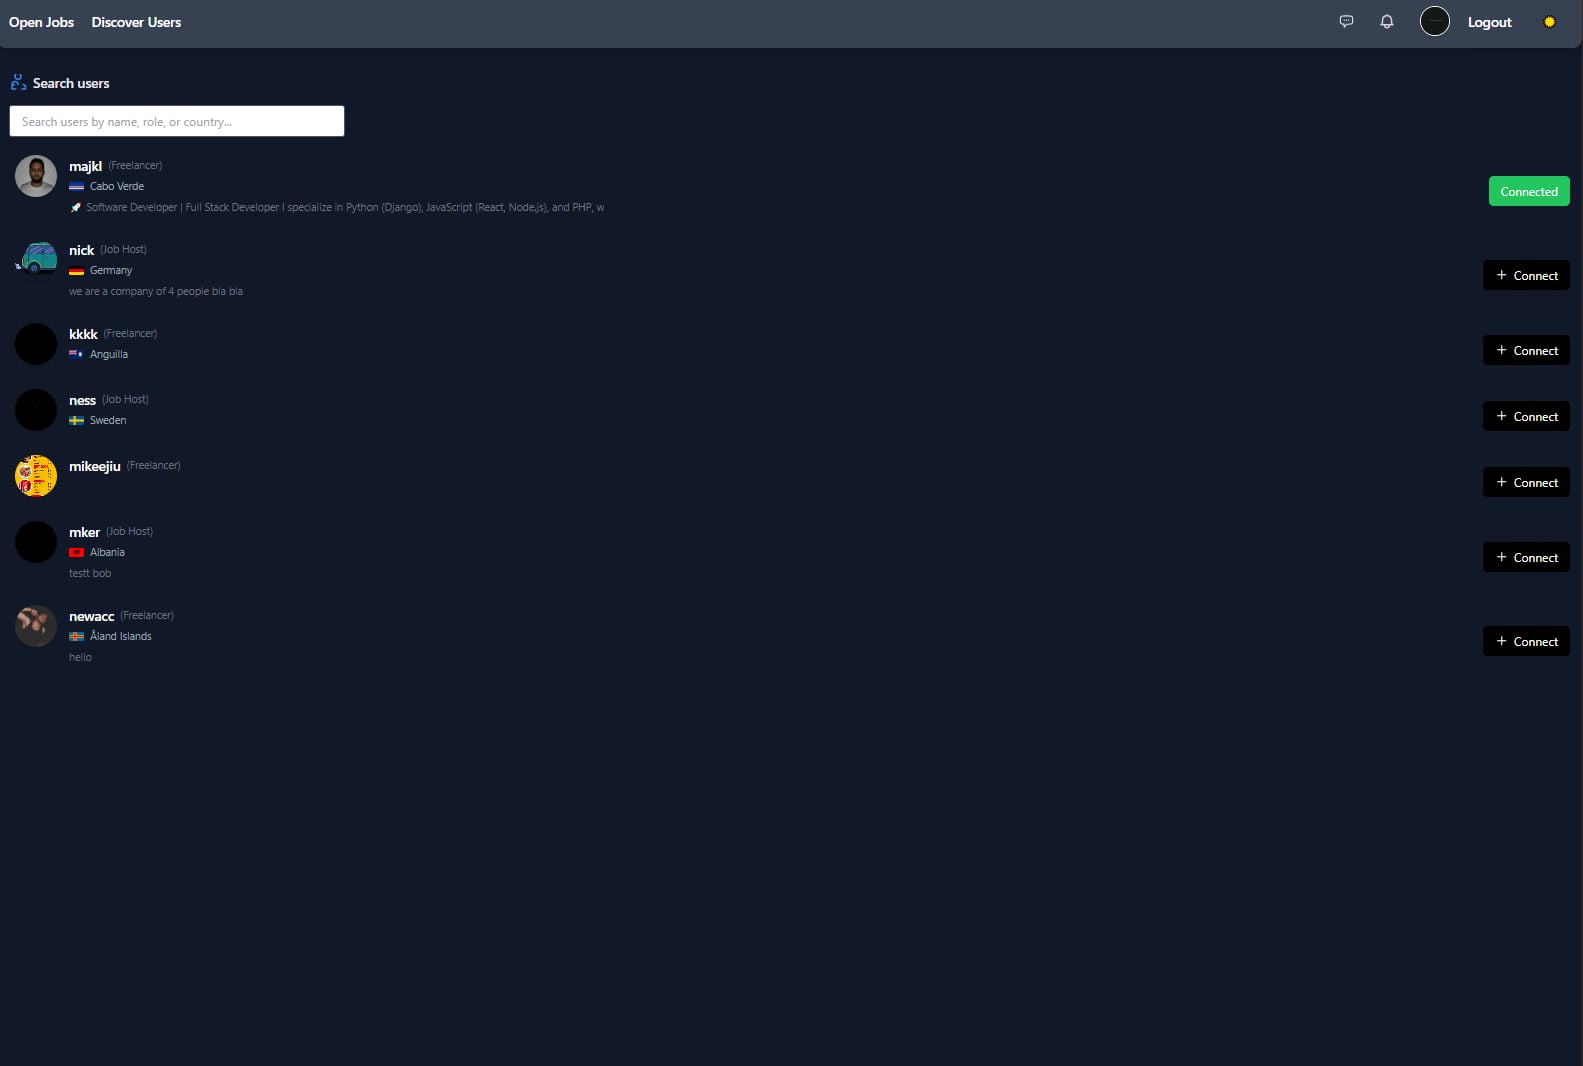 Open Jobs Discover Users Logout
Search users
Search users by name, role, or country...
majkl (Freelancer)
Cabo Verde
Connected
🚀 Software Developer | Full Stack Developer I specialize in Python (Django), JavaScript (React, Node.js), and PHP, w
nick (Job Host)
Germany
+ Connect
we are a company of 4 people bla bla
kkkk (Freelancer)
Anguilla
+ Connect
ness (Job Host)
Sweden
+ Connect
mikeejiu (Freelancer)
+ Connect
mker (Job Host)
Albania
+ Connect
testt bob
newacc (Freelancer)
Åland Islands
+ Connect
hello